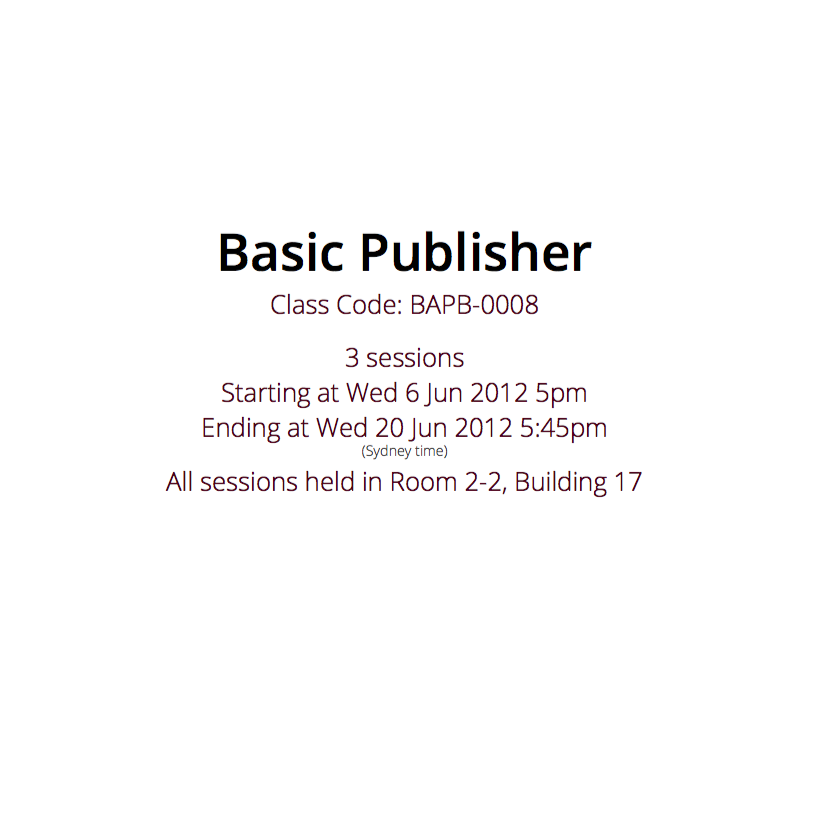 Basic Publisher
Class Code: BAPB-0008
3 sessions
Starting at Wed 6 Jun 2012 5pm
Ending at Wed 20 Jun 2012 5:45pm
(Sydney time)
All sessions held in Room 2-2, Building 17